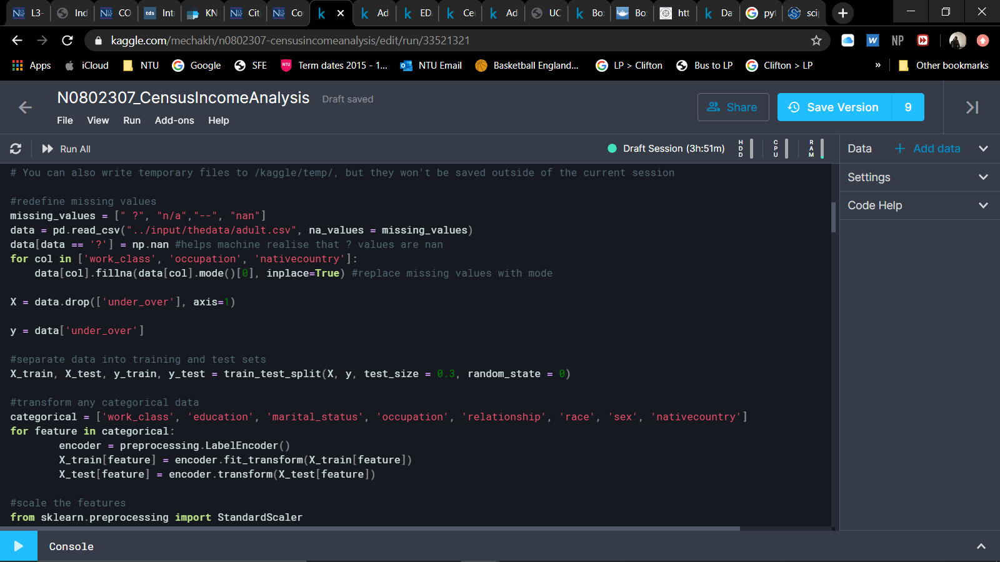 L3-
Ind
CO
tds Int
KN
Cit
Co
k
k Ad
k ED
k Ce
k Ad
UC
k Bo
Bo
htt
k Da
py
sci
kaggle.com/mechakh/n0802307-censusincomeanalysis/edit/run/33521321
W NP
Apps iCloud NTU Google SFE NTU Term dates 2015 - 1... NTU Email Basketball England... LP > Clifton Bus to LP Clifton > LP » Other bookmarks
N0802307_CensusIncomeAnalysis Draft saved
File View Run Add-ons Help
Share
Save Version 9
Run All
Draft Session (3h:51m) HDD CPU RAM
Data + Add data
Settings
Code Help
# You can also write temporary files to /kaggle/temp/, but they won't be saved outside of the current session
#redefine missing values
missing_values = [" ?", "n/a","--", "nan"]
data = pd.read_csv("../input/thedata/adult.csv", na_values = missing_values)
data[data == '?'] = np.nan #helps machine realise that ? values are nan
for col in ['work_class', 'occupation', 'nativecountry']:
    data[col].fillna(data[col].mode()[0], inplace=True) #replace missing values with mode
X = data.drop(['under_over'], axis=1)
y = data['under_over']
#separate data into training and test sets
X_train, X_test, y_train, y_test = train_test_split(X, y, test_size = 0.3, random_state = 0)
#transform any categorical data
categorical = ['work_class', 'education', 'marital_status', 'occupation', 'relationship', 'race', 'sex', 'nativecountry']
for feature in categorical:
        encoder = preprocessing.LabelEncoder()
        X_train[feature] = encoder.fit_transform(X_train[feature])
        X_test[feature] = encoder.transform(X_test[feature])
#scale the features
from sklearn.preprocessing import StandardScaler
Console